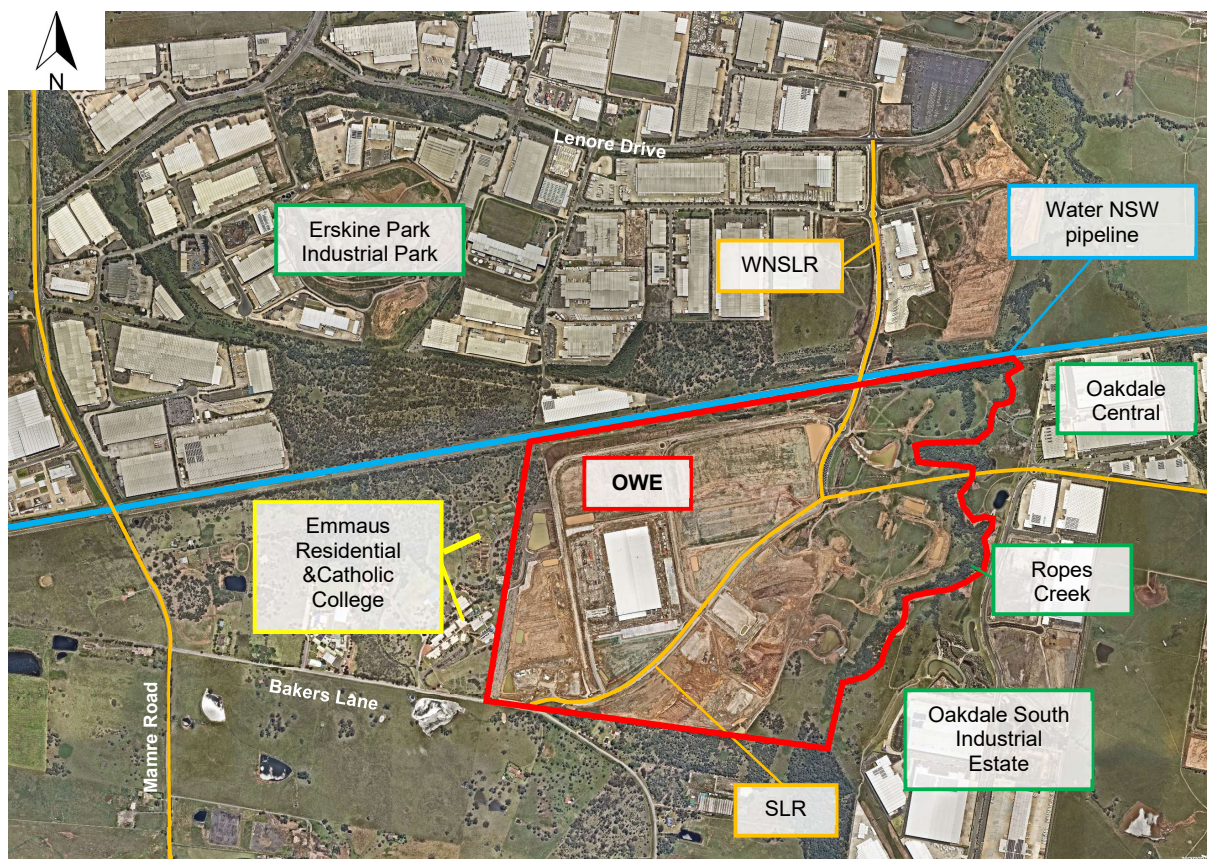 N
Lenore Drive
Water NSW
pipeline
Erskine Park
Industrial Park
WNSLR
Oakdale
Central
OWE
Emmaus
Residential
&Catholic
College
Ropes
Creek
Bakers Lane
Mamre Road
Oakdale South
Industrial
Estate
SLR